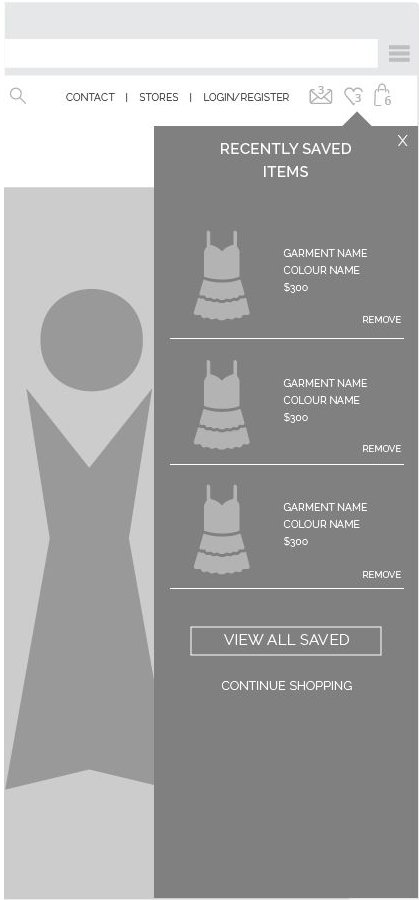 CONTACT | STORES | LOGIN/REGISTER 3 3 6
X
RECENTLY SAVED
ITEMS
GARMENT NAME
COLOUR NAME
$300
REMOVE
GARMENT NAME
COLOUR NAME
$300
REMOVE
GARMENT NAME
COLOUR NAME
$300
REMOVE
VIEW ALL SAVED
CONTINUE SHOPPING